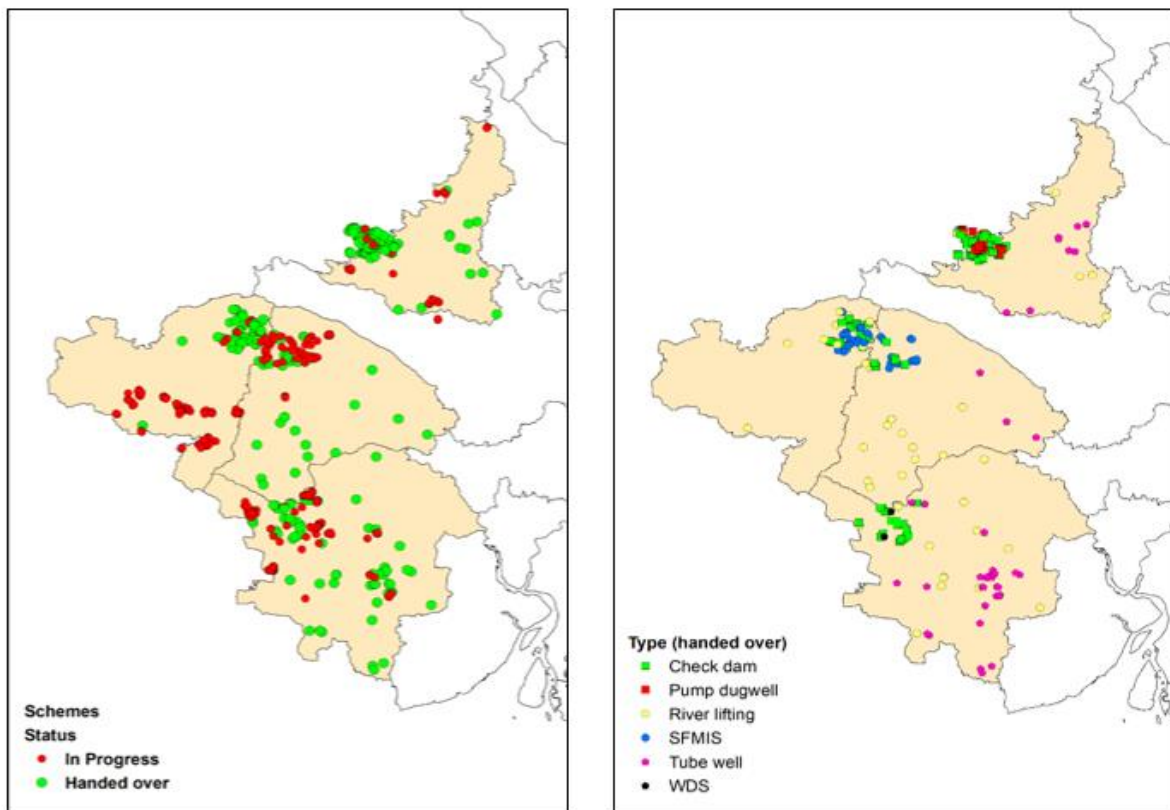 Schemes
Status
In Progress
Handed over
Type (handed over)
Check dam
Pump dugwell
River lifting
SFMIS
Tube well
WDS